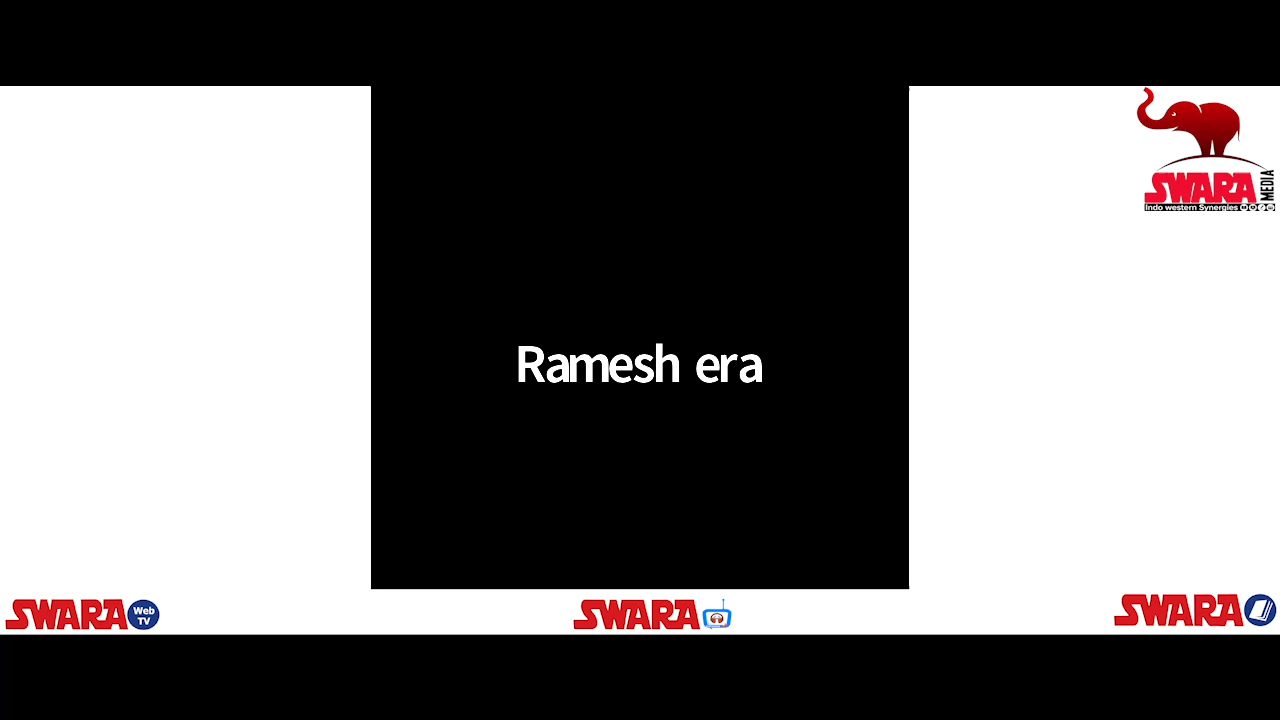 SWARA
MEDIA
Indo western Synergies
Ramesh era
SWARA Web TV
SWARA
SWARA